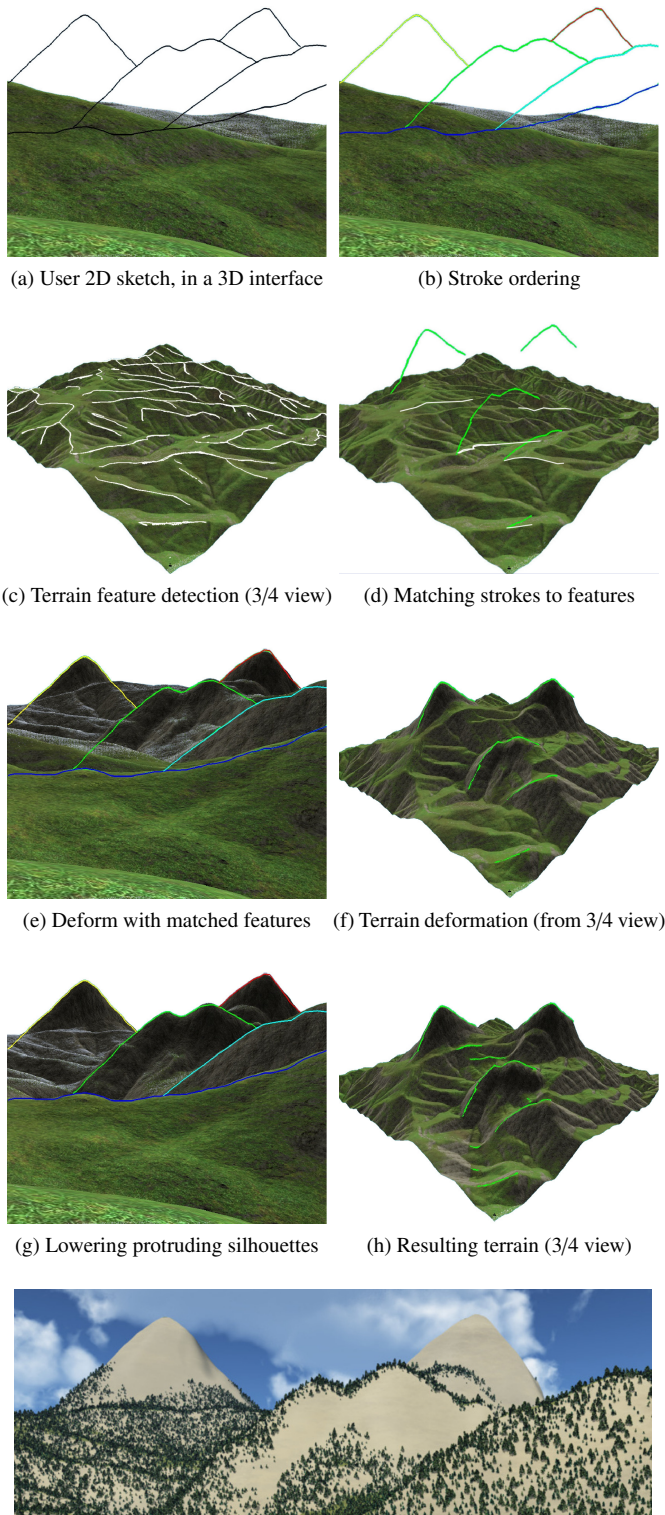 (a) User 2D sketch, in a 3D interface
(b) Stroke ordering
(c) Terrain feature detection (3/4 view)
(d) Matching strokes to features
(e) Deform with matched features
(f) Terrain deformation (from 3/4 view)
(g) Lowering protruding silhouettes
(h) Resulting terrain (3/4 view)